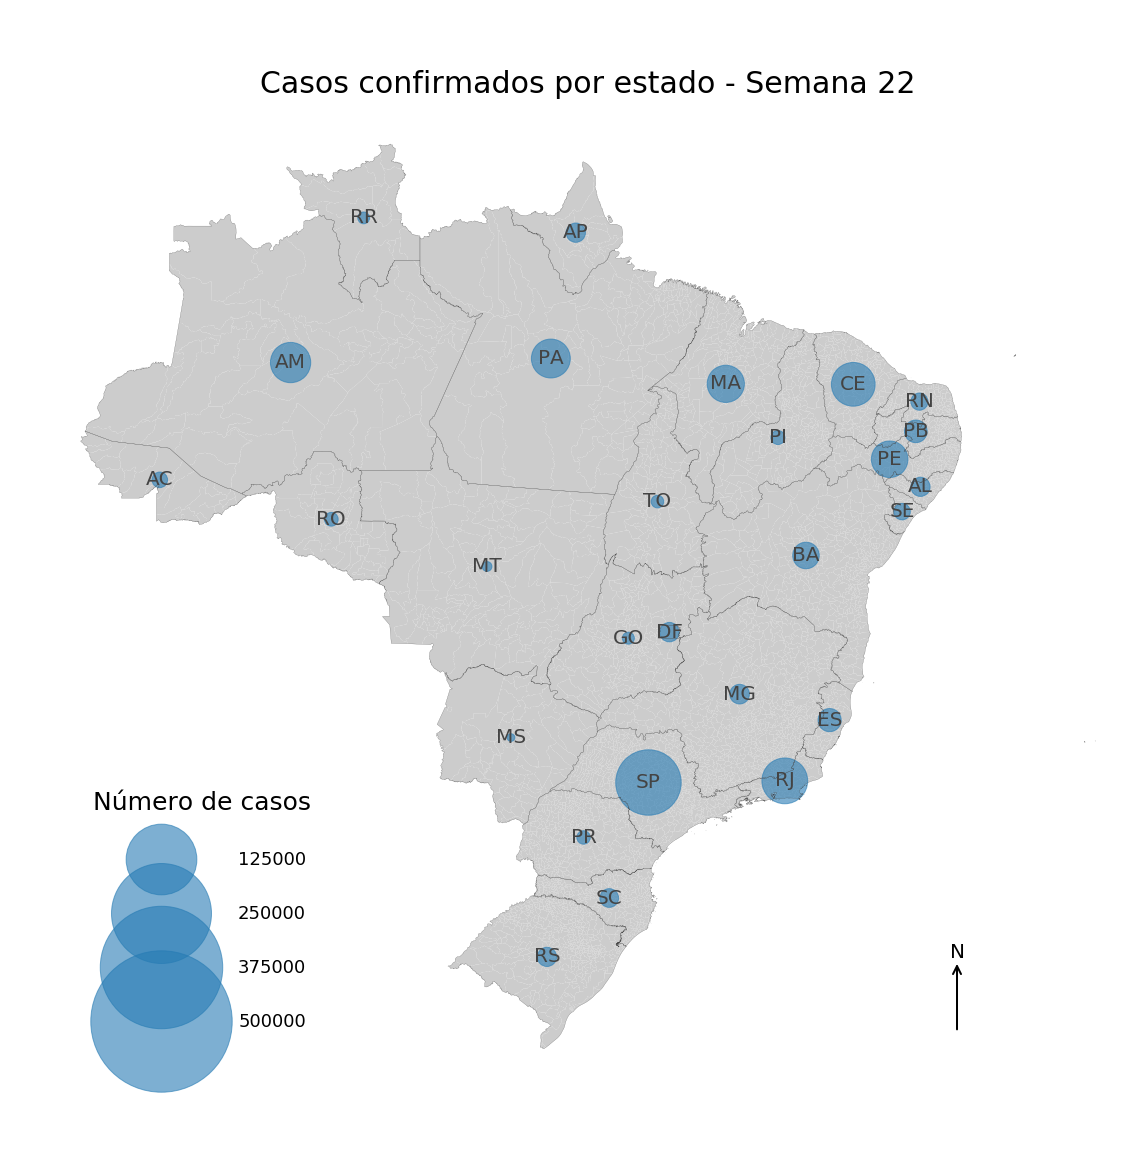 Casos confirmados por estado - Semana 22
RR
AP
AM
PA
MA
CE
RN
PB
PI
PE
AC
AL
TO
SE
RO
BA
MT
GO
DF
MG
ES
MS
SP
RJ
PR
SC
RS
Número de casos
125000
250000
375000
500000
N